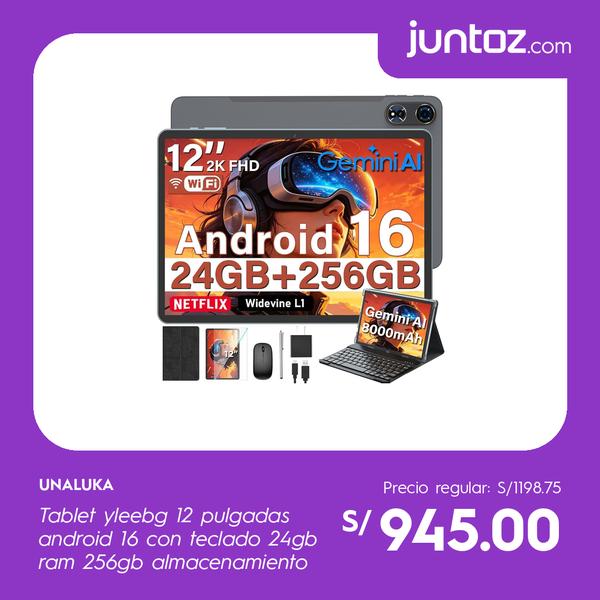 juntoz.com
12” 2K FHD
WiFi
Gemini AI
Android 16
24GB+256GB
NETFLIX Widevine L1
Gemini AI
8000mAh
12"
UNALUKA
Tablet yleebg 12 pulgadas
android 16 con teclado 24gb
ram 256gb almacenamiento
Precio regular: S/1198.75
S/ 945.00